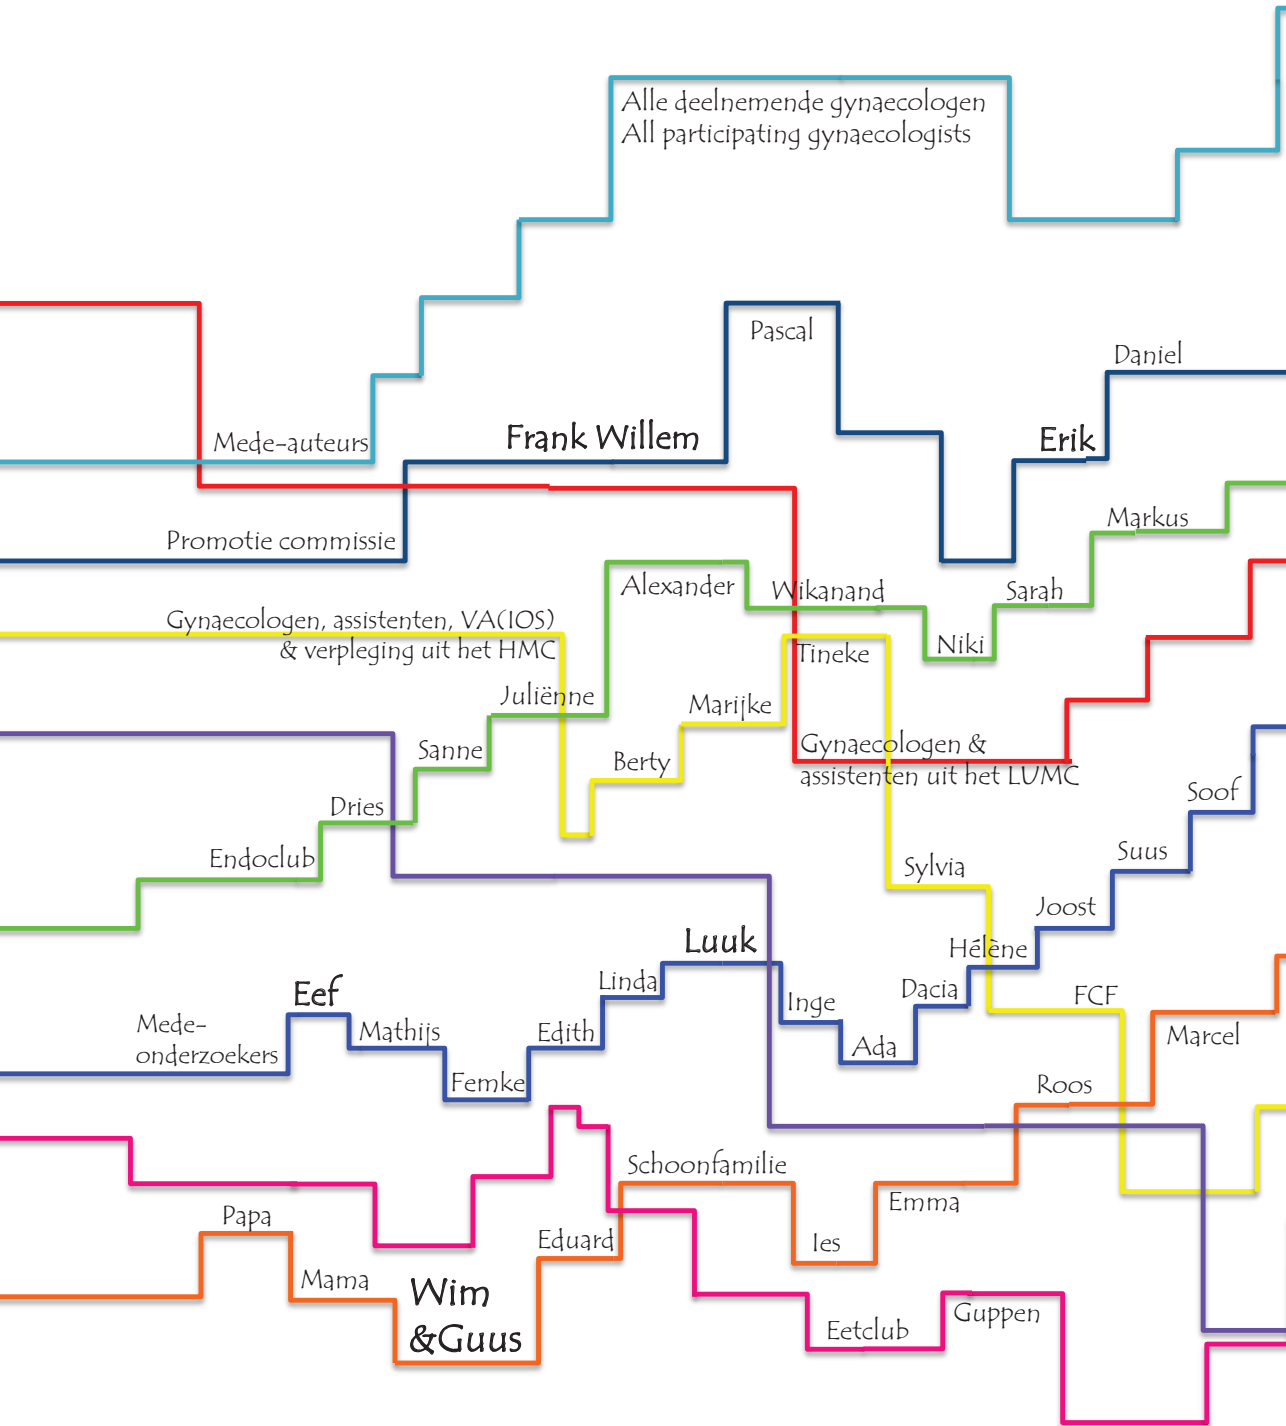 Alle deelnemende gynaecologen
All participating gynaecologists
Pascal
Daniel
Mede-auteurs
Frank Willem
Erik
Promotie commissie
Markus
Alexander
Wikanand
Sarah
Gynaecologen, assistenten, VA(IOS)
& verpleging uit het HMC
Niki
Tineke
Juliënne
Marijke
Sanne
Berty
Gynaecologen &
assistenten uit het LUMC
Dries
Soof
Endoclub
Suus
Sylvia
Joost
Luuk
Hélène
Eef
Linda
Inge
Dacia
FCF
Mede-
onderzoekers
Mathijs
Edith
Ada
Marcel
Femke
Roos
Schoonfamilie
Emma
Papa
Eduard
Ies
Mama
Wim
&Guus
Guppen
Eetclub